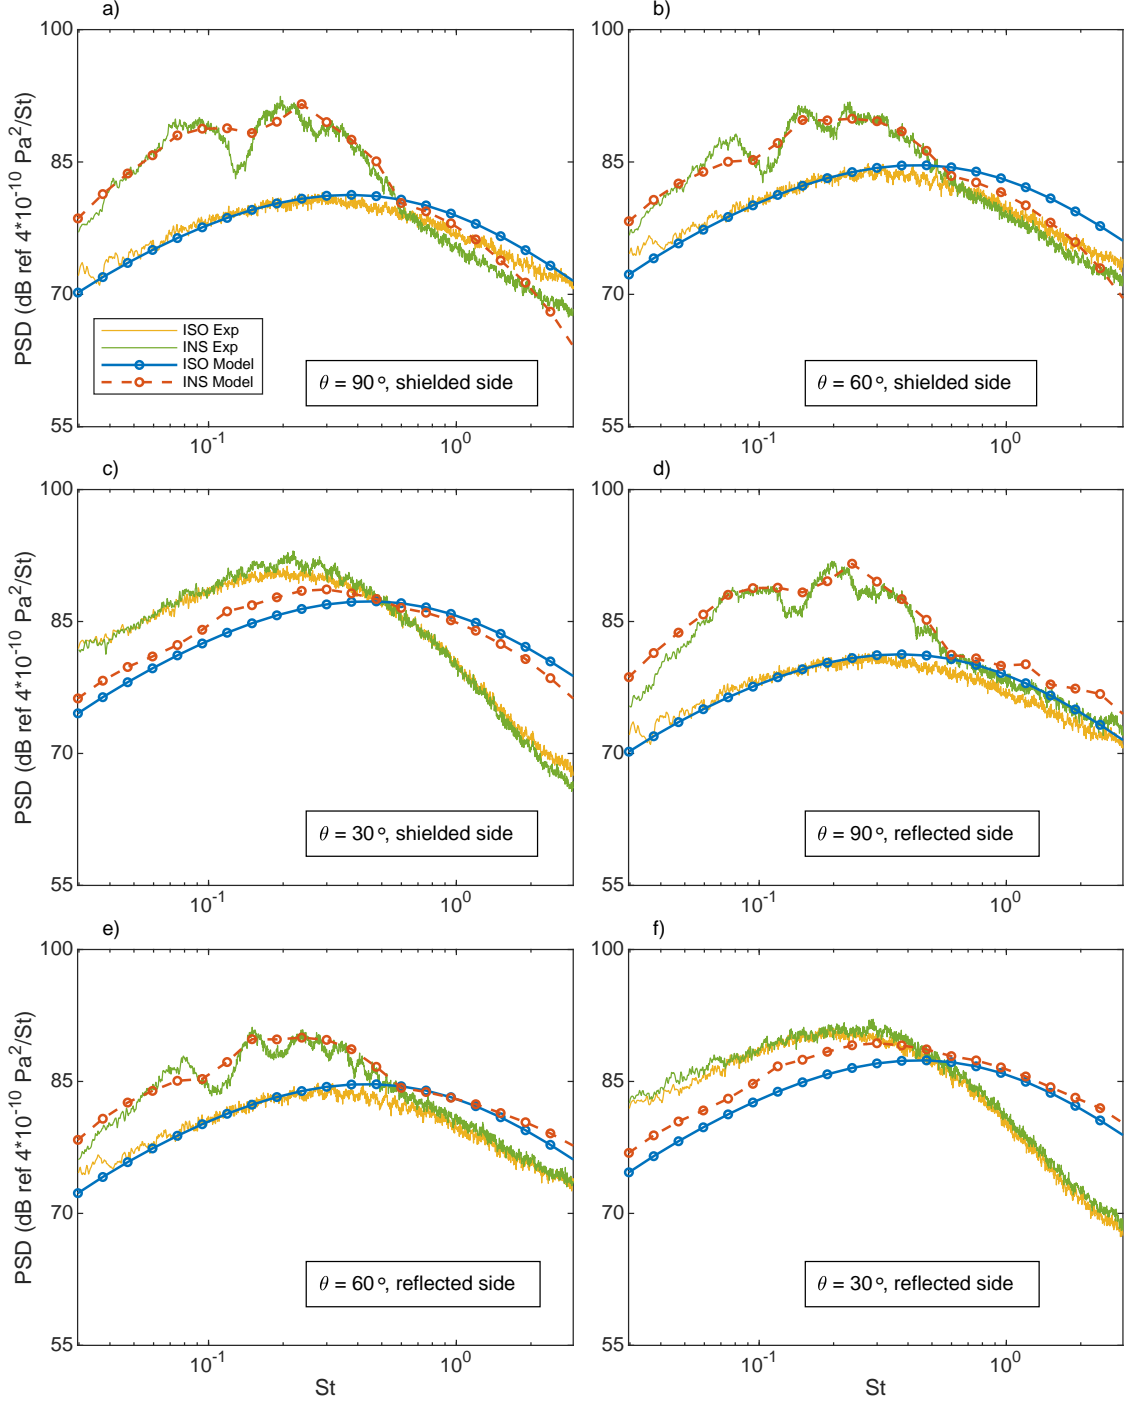 a)
b)
100
85
70
55
PSD (dB ref 4*10^-10 Pa^2/St)
ISO Exp
INS Exp
ISO Model
INS Model
θ = 90°, shielded side
10^-1
10^0
100
85
70
55
θ = 60°, shielded side
10^-1
10^0
c)
d)
100
85
70
55
PSD (dB ref 4*10^-10 Pa^2/St)
θ = 30°, shielded side
10^-1
10^0
100
85
70
55
θ = 90°, reflected side
10^-1
10^0
e)
f)
100
85
70
55
PSD (dB ref 4*10^-10 Pa^2/St)
θ = 60°, reflected side
10^-1
10^0
St
100
85
70
55
θ = 30°, reflected side
10^-1
10^0
St